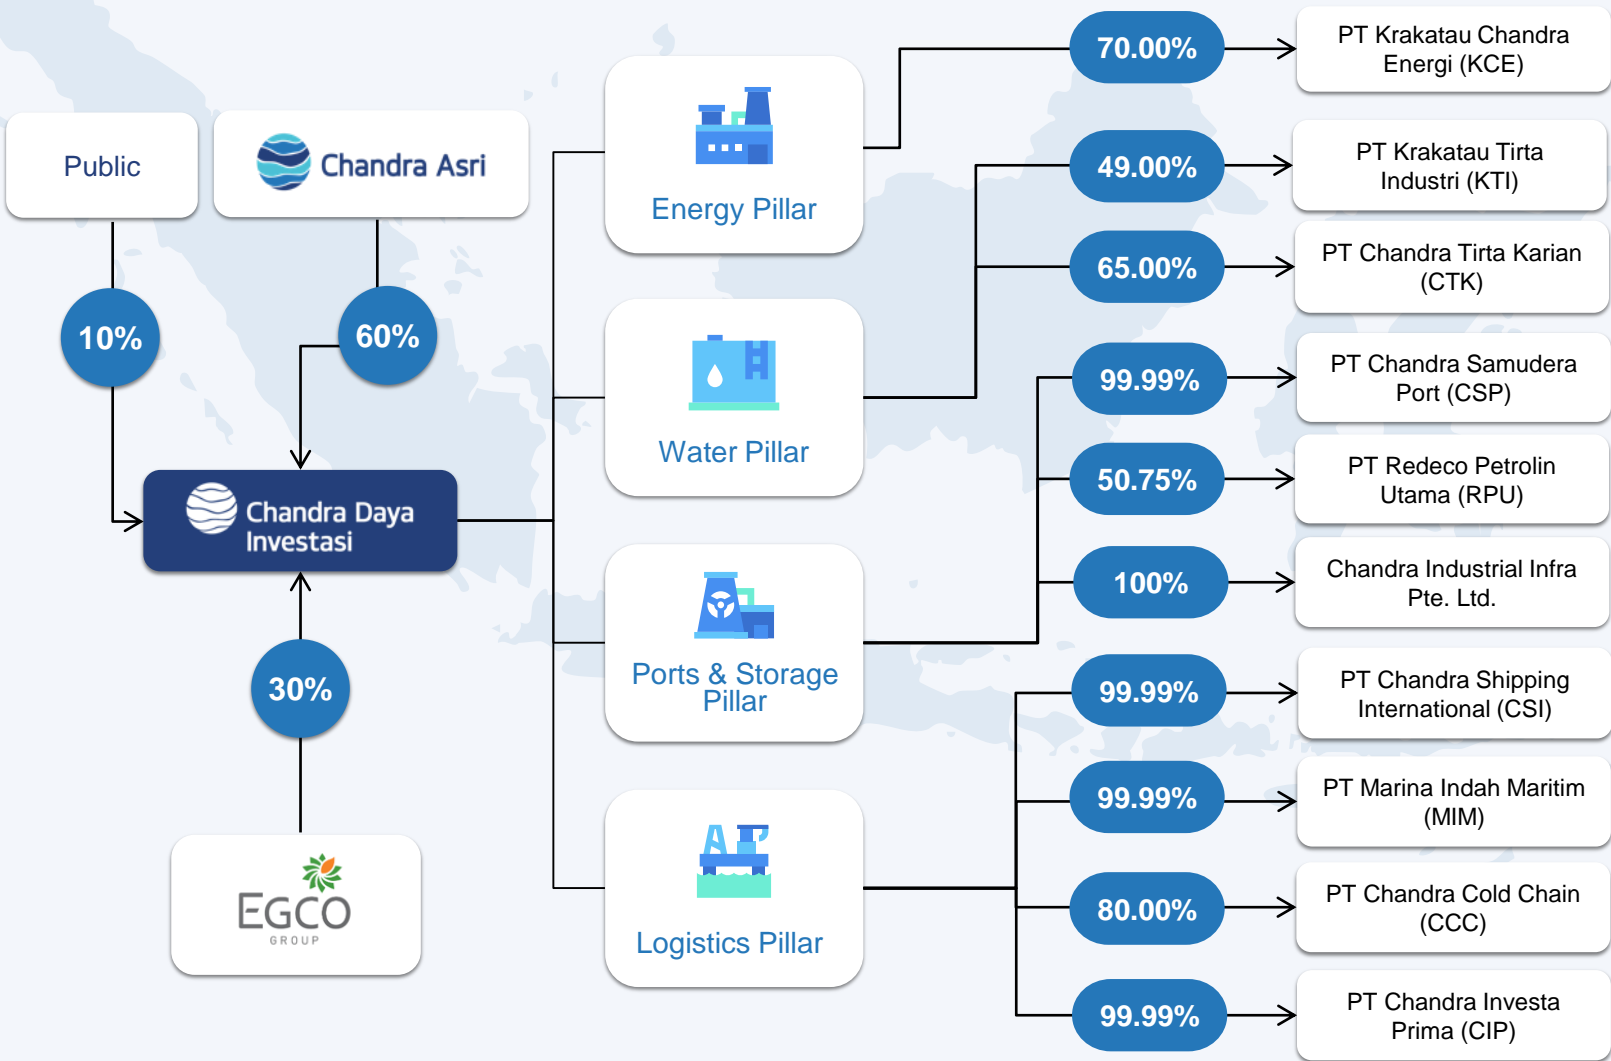 Public
Chandra Asri
10%
60%
Chandra Daya
Investasi
30%
EGCO
GROUP
Energy Pillar
Water Pillar
Ports & Storage
Pillar
Logistics Pillar
70.00%
PT Krakatau Chandra
Energi (KCE)
49.00%
PT Krakatau Tirta
Industri (KTI)
65.00%
PT Chandra Tirta Karian
(CTK)
99.99%
PT Chandra Samudera
Port (CSP)
50.75%
PT Redeco Petrolin
Utama (RPU)
100%
Chandra Industrial Infra
Pte. Ltd.
99.99%
PT Chandra Shipping
International (CSI)
99.99%
PT Marina Indah Maritim
(MIM)
80.00%
PT Chandra Cold Chain
(CCC)
99.99%
PT Chandra Investa
Prima (CIP)